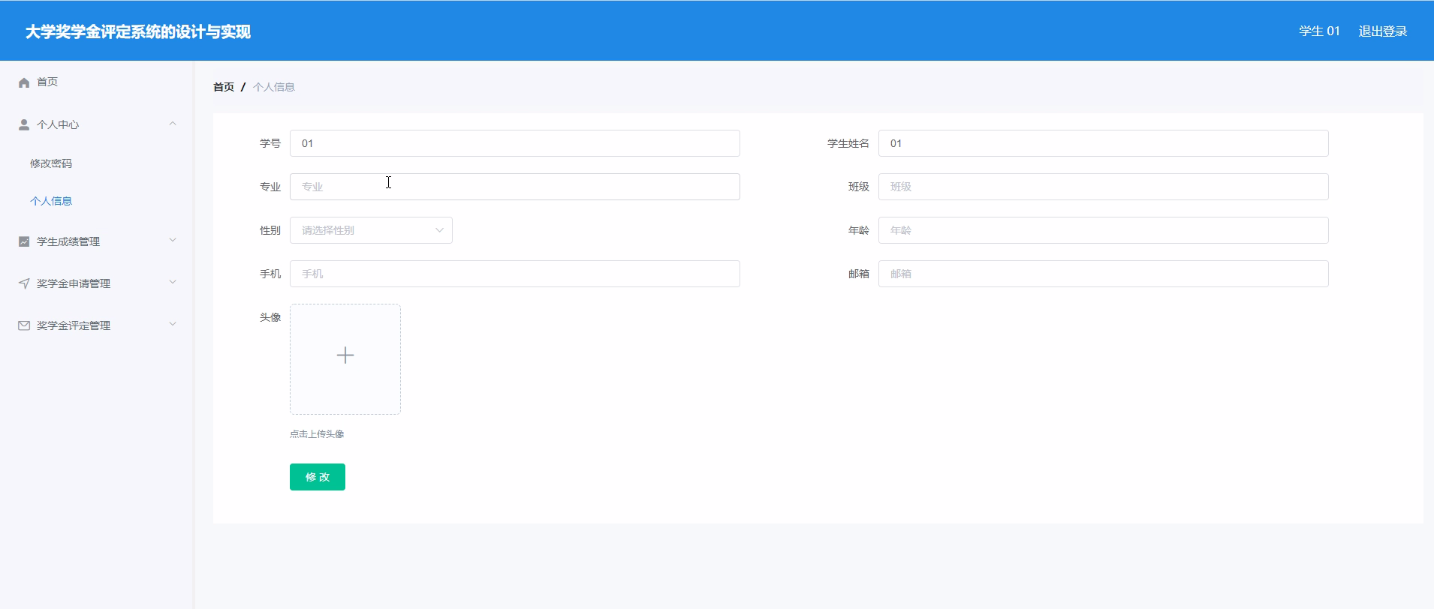 大学奖学金评定系统的设计与实现
学生 01 退出登录
首页
个人中心
修改密码
个人信息
学生成绩管理
奖学金申请管理
奖学金评定管理
首页 / 个人信息
学号 01
学生姓名 01
专业 专业
班级 班级
性别 请选择性别
年龄 年龄
手机 手机
邮箱 邮箱
头像
点击上传头像
修 改